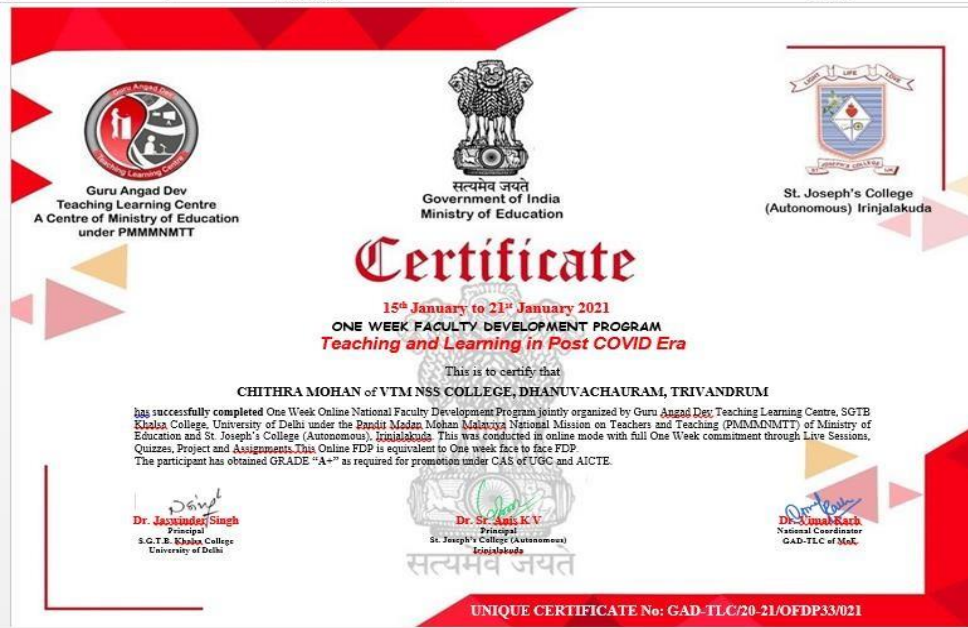 Guru Angad Dev
Teaching Learning Centre
Guru Angad Dev
Teaching Learning Centre
A Centre of Ministry of Education
under PMMMNMTT
सत्यमेव जयते
Government of India
Ministry of Education
LIGHT LIFE LOVE
ST. JOSEPH'S COLLEGE
St. Joseph's College
(Autonomous) Irinjalakuda
Certificate
15th January to 21st January 2021
ONE WEEK FACULTY DEVELOPMENT PROGRAM
Teaching and Learning in Post COVID Era
This is to certify that
CHITHRA MOHAN of VTM NSS COLLEGE, DHANUVACHAURAM, TRIVANDRUM
has successfully completed One Week Online National Faculty Development Program jointly organized by Guru Angad Dev Teaching Learning Centre, SGTB
Khalsa College, University of Delhi under the Pandit Madan Mohan Malaviya National Mission on Teachers and Teaching (PMMMNMTT) of Ministry of
Education and St. Joseph's College (Autonomous), Irinjalakuda. This was conducted in online mode with full One Week commitment through Live Sessions,
Quizzes, Project and Assignments.This Online FDP is equivalent to One week face to face FDP.
The participant has obtained GRADE “A+” as required for promotion under CAS of UGC and AICTE.
Dr. Jaswinder Singh
Principal
S.G.T.B. Khalsa College
University of Delhi
Dr. Sr. Anis K V
Principal
St. Joseph's College (Autonomous)
Irinjalakuda
Dr. Vimal Rarh
National Coordinator
GAD-TLC of MoE
सत्यमेव जयते
UNIQUE CERTIFICATE No: GAD-TLC/20-21/OFDP33/021